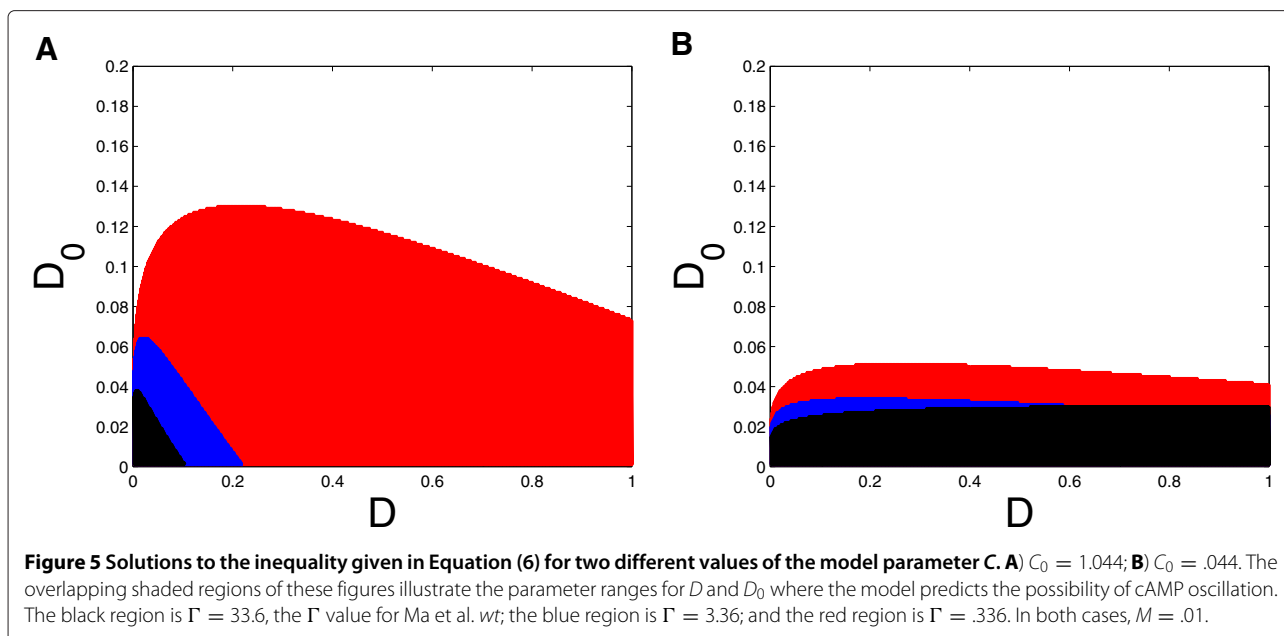 A
B
0.2
0.18
0.16
0.14
0.12
0.1
0.08
0.06
0.04
0.02
0
D₀
0 0.2 0.4 0.6 0.8 1
D
0.2
0.18
0.16
0.14
0.12
0.1
0.08
0.06
0.04
0.02
0
D₀
0 0.2 0.4 0.6 0.8 1
D
Figure 5 Solutions to the inequality given in Equation (6) for two different values of the model parameter C. A) C₀ = 1.044; B) C₀ = .044. The
overlapping shaded regions of these figures illustrate the parameter ranges for D and D₀ where the model predicts the possibility of cAMP oscillation.
The black region is Γ = 33.6, the Γ value for Ma et al. wt; the blue region is Γ = 3.36; and the red region is Γ = .336. In both cases, M = .01.